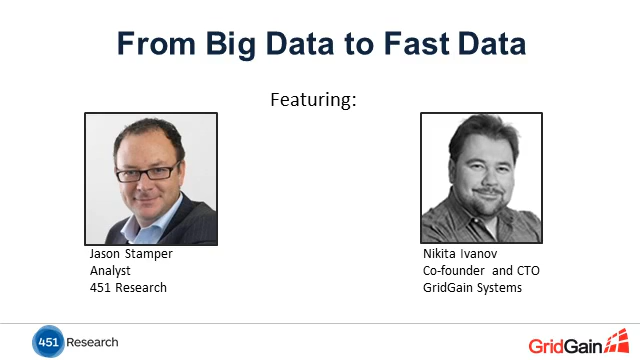 From Big Data to Fast Data
Featuring:
Jason Stamper
Analyst
451 Research
Nikita Ivanov
Co-founder and CTO
GridGain Systems
451 Research
GridGain